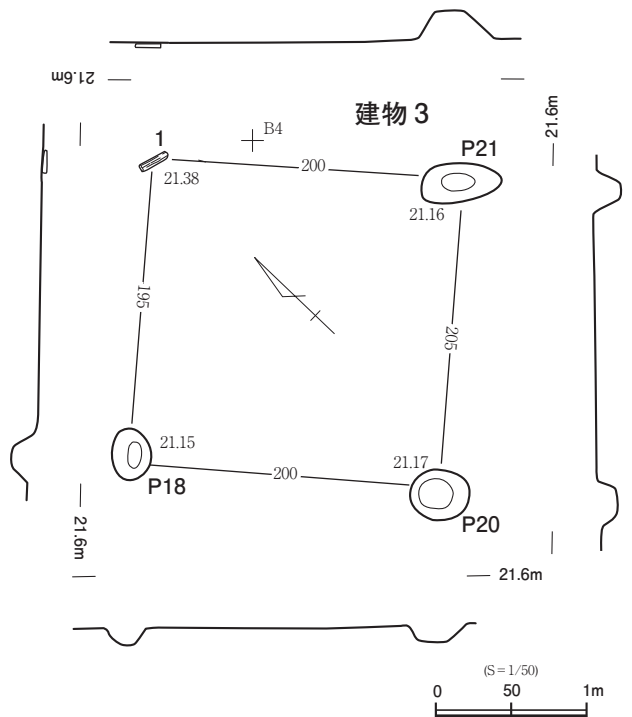 21.6m
建物3
21.6m
1
B4
P21
200
21.38
21.16
195
205
21.15
21.17
200
P18
P20
21.6m
21.6m
(S=1/50)
0 50 1m